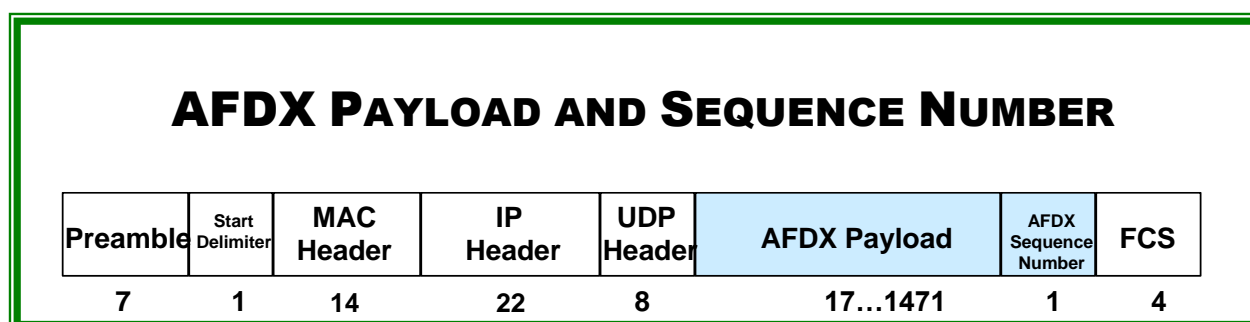 AFDX PAYLOAD AND SEQUENCE NUMBER
Preamble
Start
Delimiter
MAC
Header
IP
Header
UDP
Header
AFDX Payload
AFDX
Sequence
Number
FCS
7 1 14 22 8 17...1471 1 4